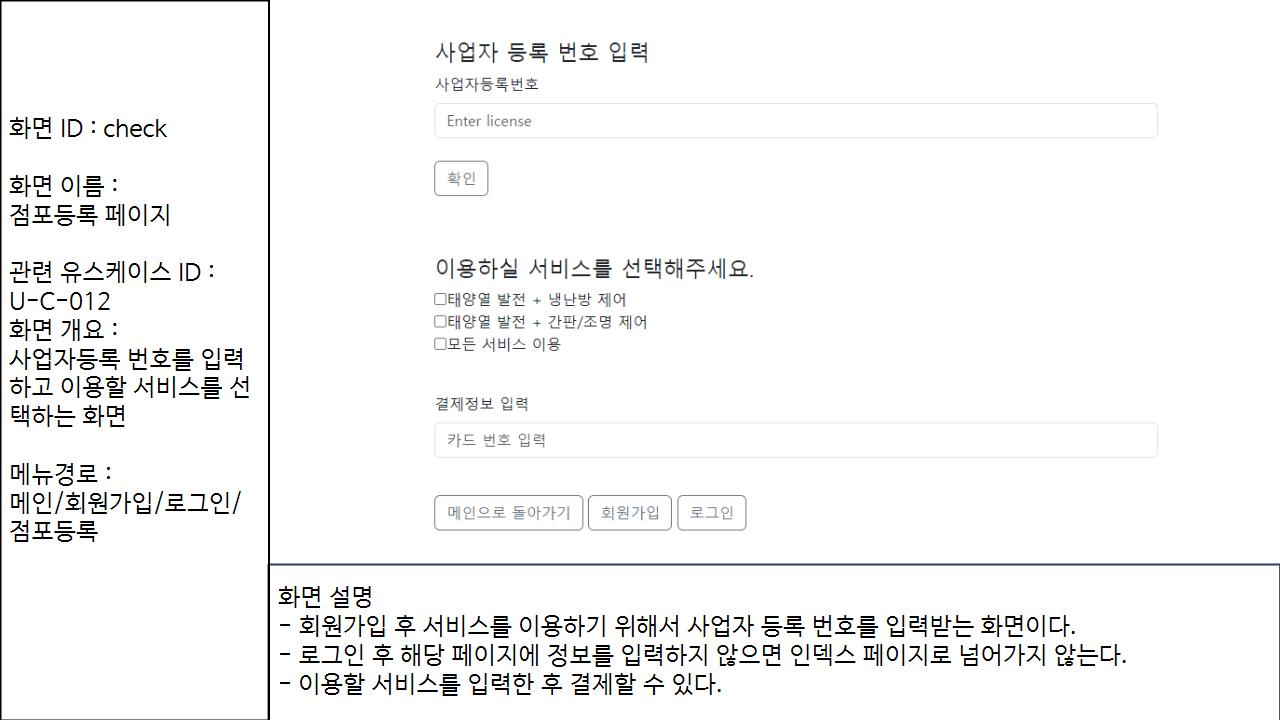 화면 ID : check
화면 이름 :
점포등록 페이지
관련 유스케이스 ID :
U-C-012
화면 개요 :
사업자등록 번호를 입력
하고 이용할 서비스를 선
택하는 화면
메뉴경로 :
메인/회원가입/로그인/
점포등록
사업자 등록 번호 입력
사업자등록번호
Enter license
확인
이용하실 서비스를 선택해주세요.
태양열 발전 + 냉난방 제어
태양열 발전 + 간판/조명 제어
모든 서비스 이용
결제정보 입력
카드 번호 입력
메인으로 돌아가기 회원가입 로그인
화면 설명
- 회원가입 후 서비스를 이용하기 위해서 사업자 등록 번호를 입력받는 화면이다.
- 로그인 후 해당 페이지에 정보를 입력하지 않으면 인덱스 페이지로 넘어가지 않는다.
- 이용할 서비스를 입력한 후 결제할 수 있다.